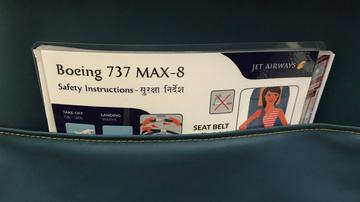 JET AIRWAYS
Boeing 737 MAX-8
Safety Instructions - सुरक्षा निर्देश
TAKE-OFF
LANDING
SEAT BELT